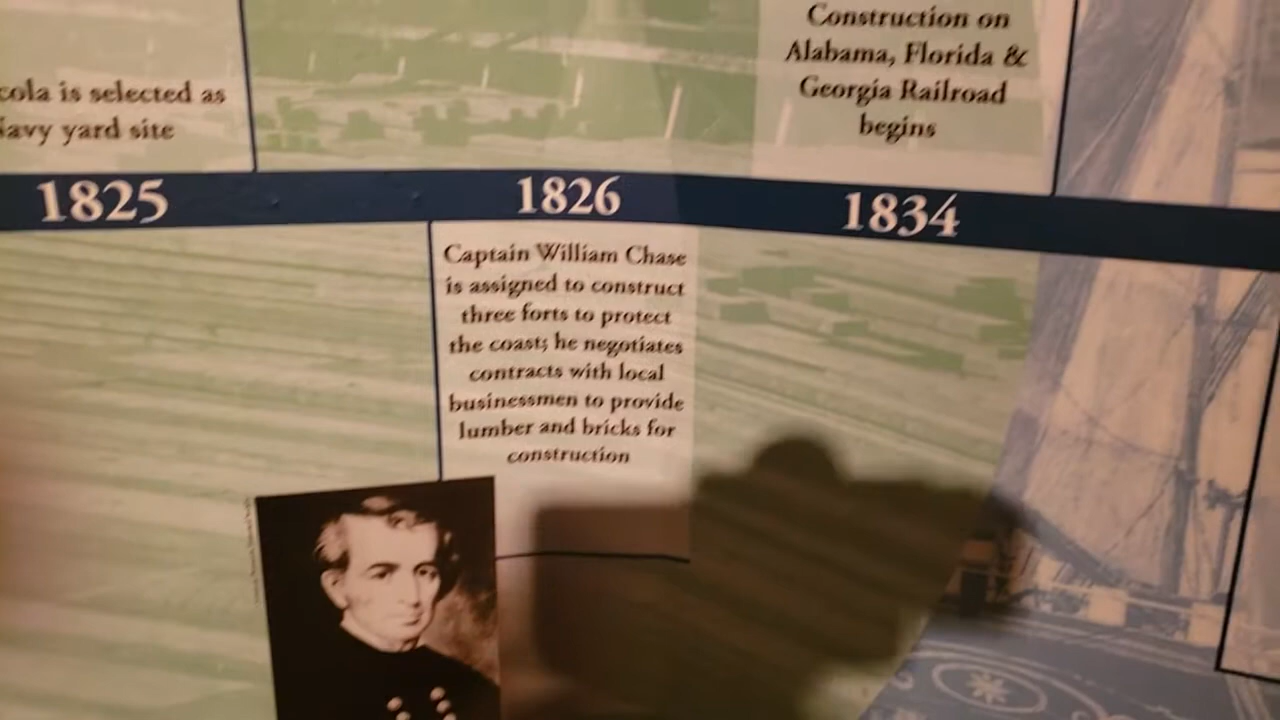 cola is selected as
Navy yard site
Construction on
Alabama, Florida &
Georgia Railroad
begins
1825
1826
1834
Captain William Chase
is assigned to construct
three forts to protect
the coast; he negotiates
contracts with local
businessmen to provide
lumber and bricks for
construction